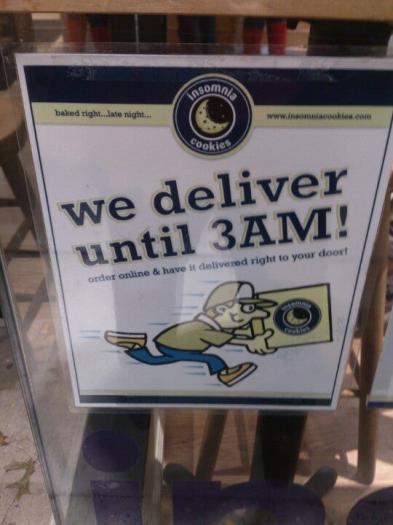 insomnia
cookies
baked right...late night...
www.insomniacookies.com
we deliver
until 3AM!
order online & have it delivered right to your door!
insomnia
cookies